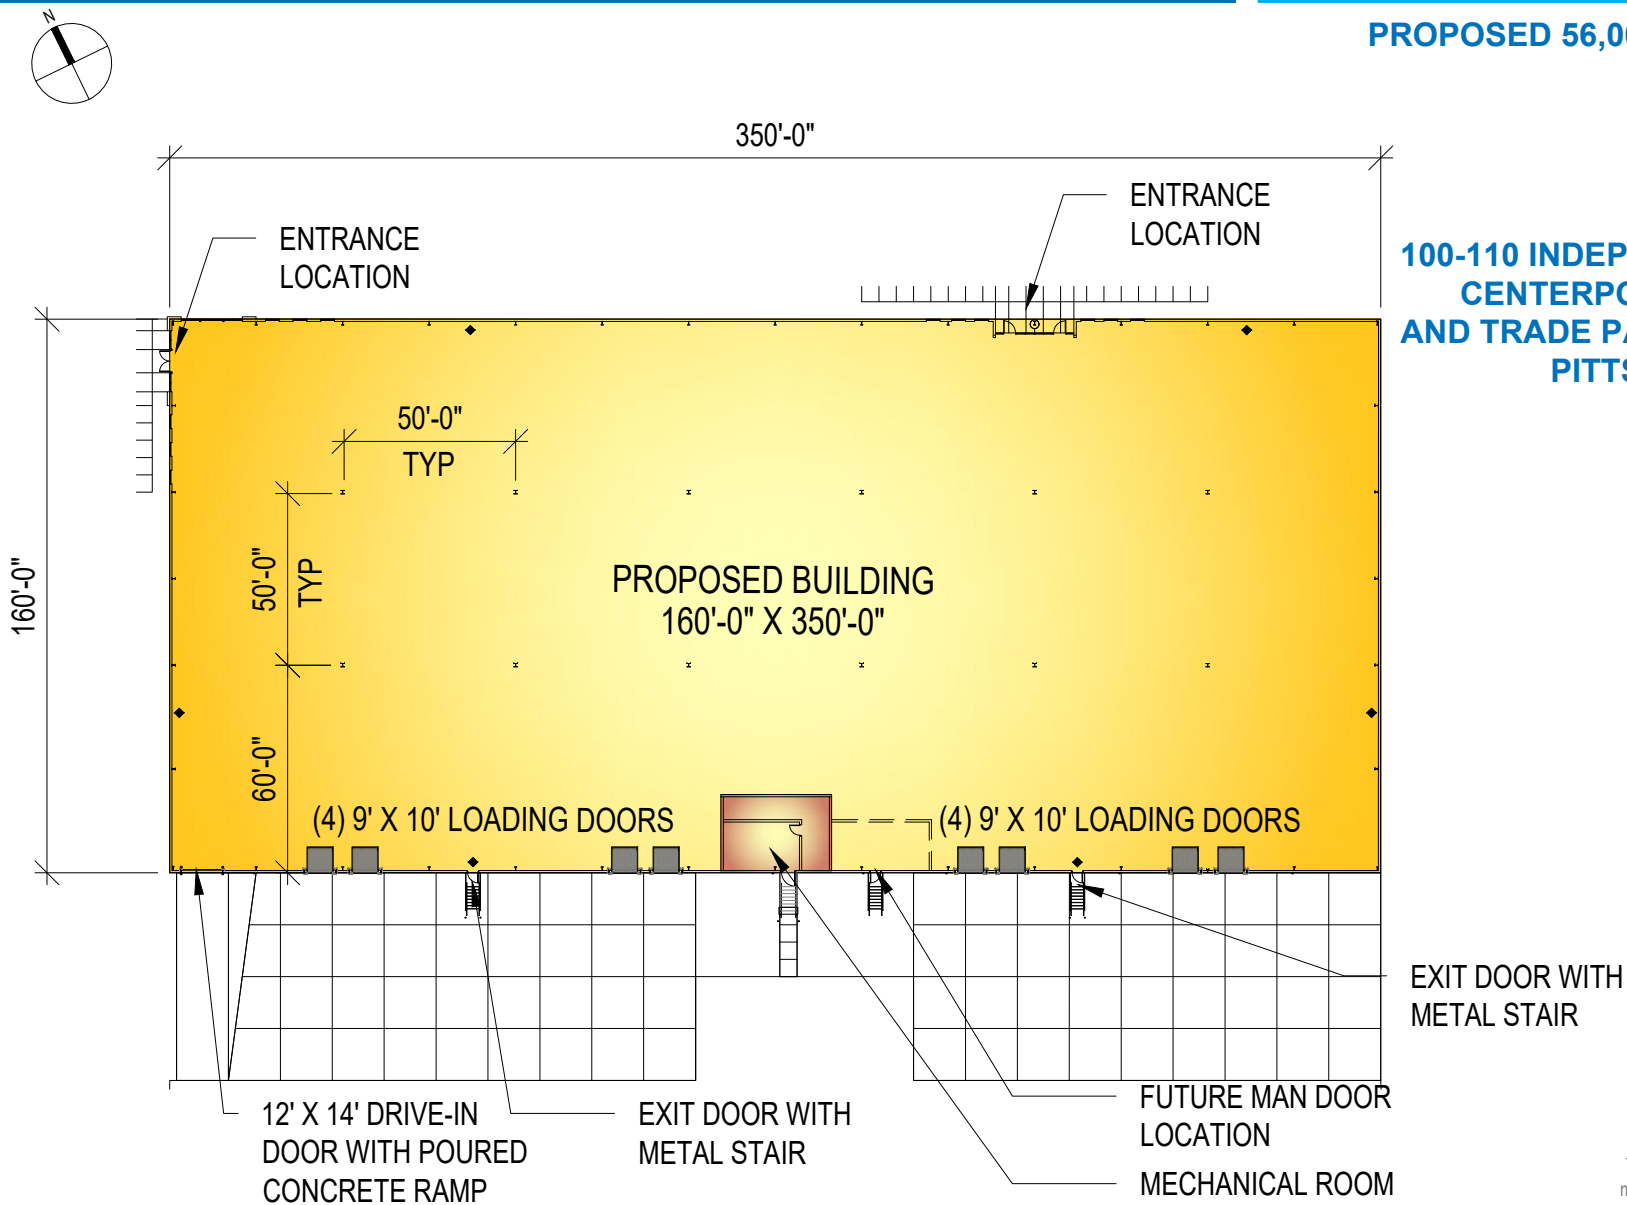 N
PROPOSED 56,00
350'-0"
ENTRANCE
LOCATION
ENTRANCE
LOCATION
100-110 INDEP
CENTERPO
AND TRADE PA
PITTS
50'-0"
TYP
160'-0"
50'-0"
TYP
PROPOSED BUILDING
160'-0" X 350'-0"
60'-0"
(4) 9' X 10' LOADING DOORS
(4) 9' X 10' LOADING DOORS
EXIT DOOR WITH
METAL STAIR
12' X 14' DRIVE-IN
DOOR WITH POURED
CONCRETE RAMP
EXIT DOOR WITH
METAL STAIR
FUTURE MAN DOOR
LOCATION
MECHANICAL ROOM